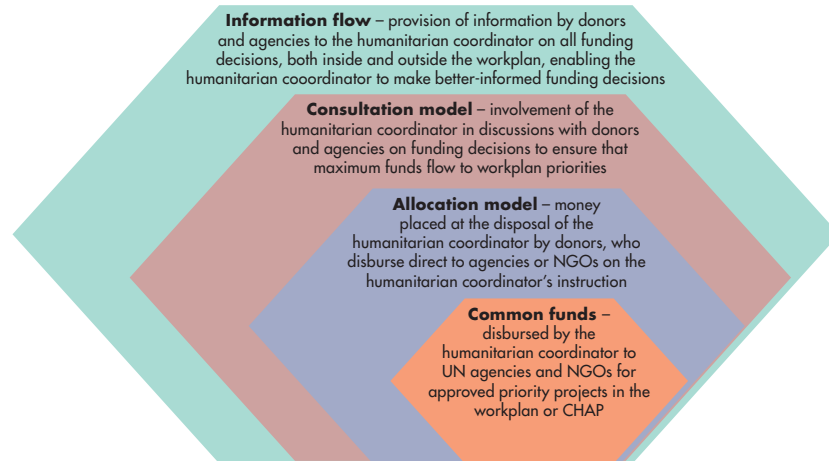 Information flow – provision of information by donors
and agencies to the humanitarian coordinator on all funding
decisions, both inside and outside the workplan, enabling the
humanitarian cooordinator to make better-informed funding decisions
Consultation model – involvement of the
humanitarian coordinator in discussions with donors
and agencies on funding decisions to ensure that
maximum funds flow to workplan priorities
Allocation model – money
placed at the disposal of the
humanitarian coordinator by donors, who
disburse direct to agencies or NGOs on the
humanitarian coordinator’s instruction
Common funds –
disbursed by the
humanitarian coordinator to
UN agencies and NGOs for
approved priority projects in the
workplan or CHAP